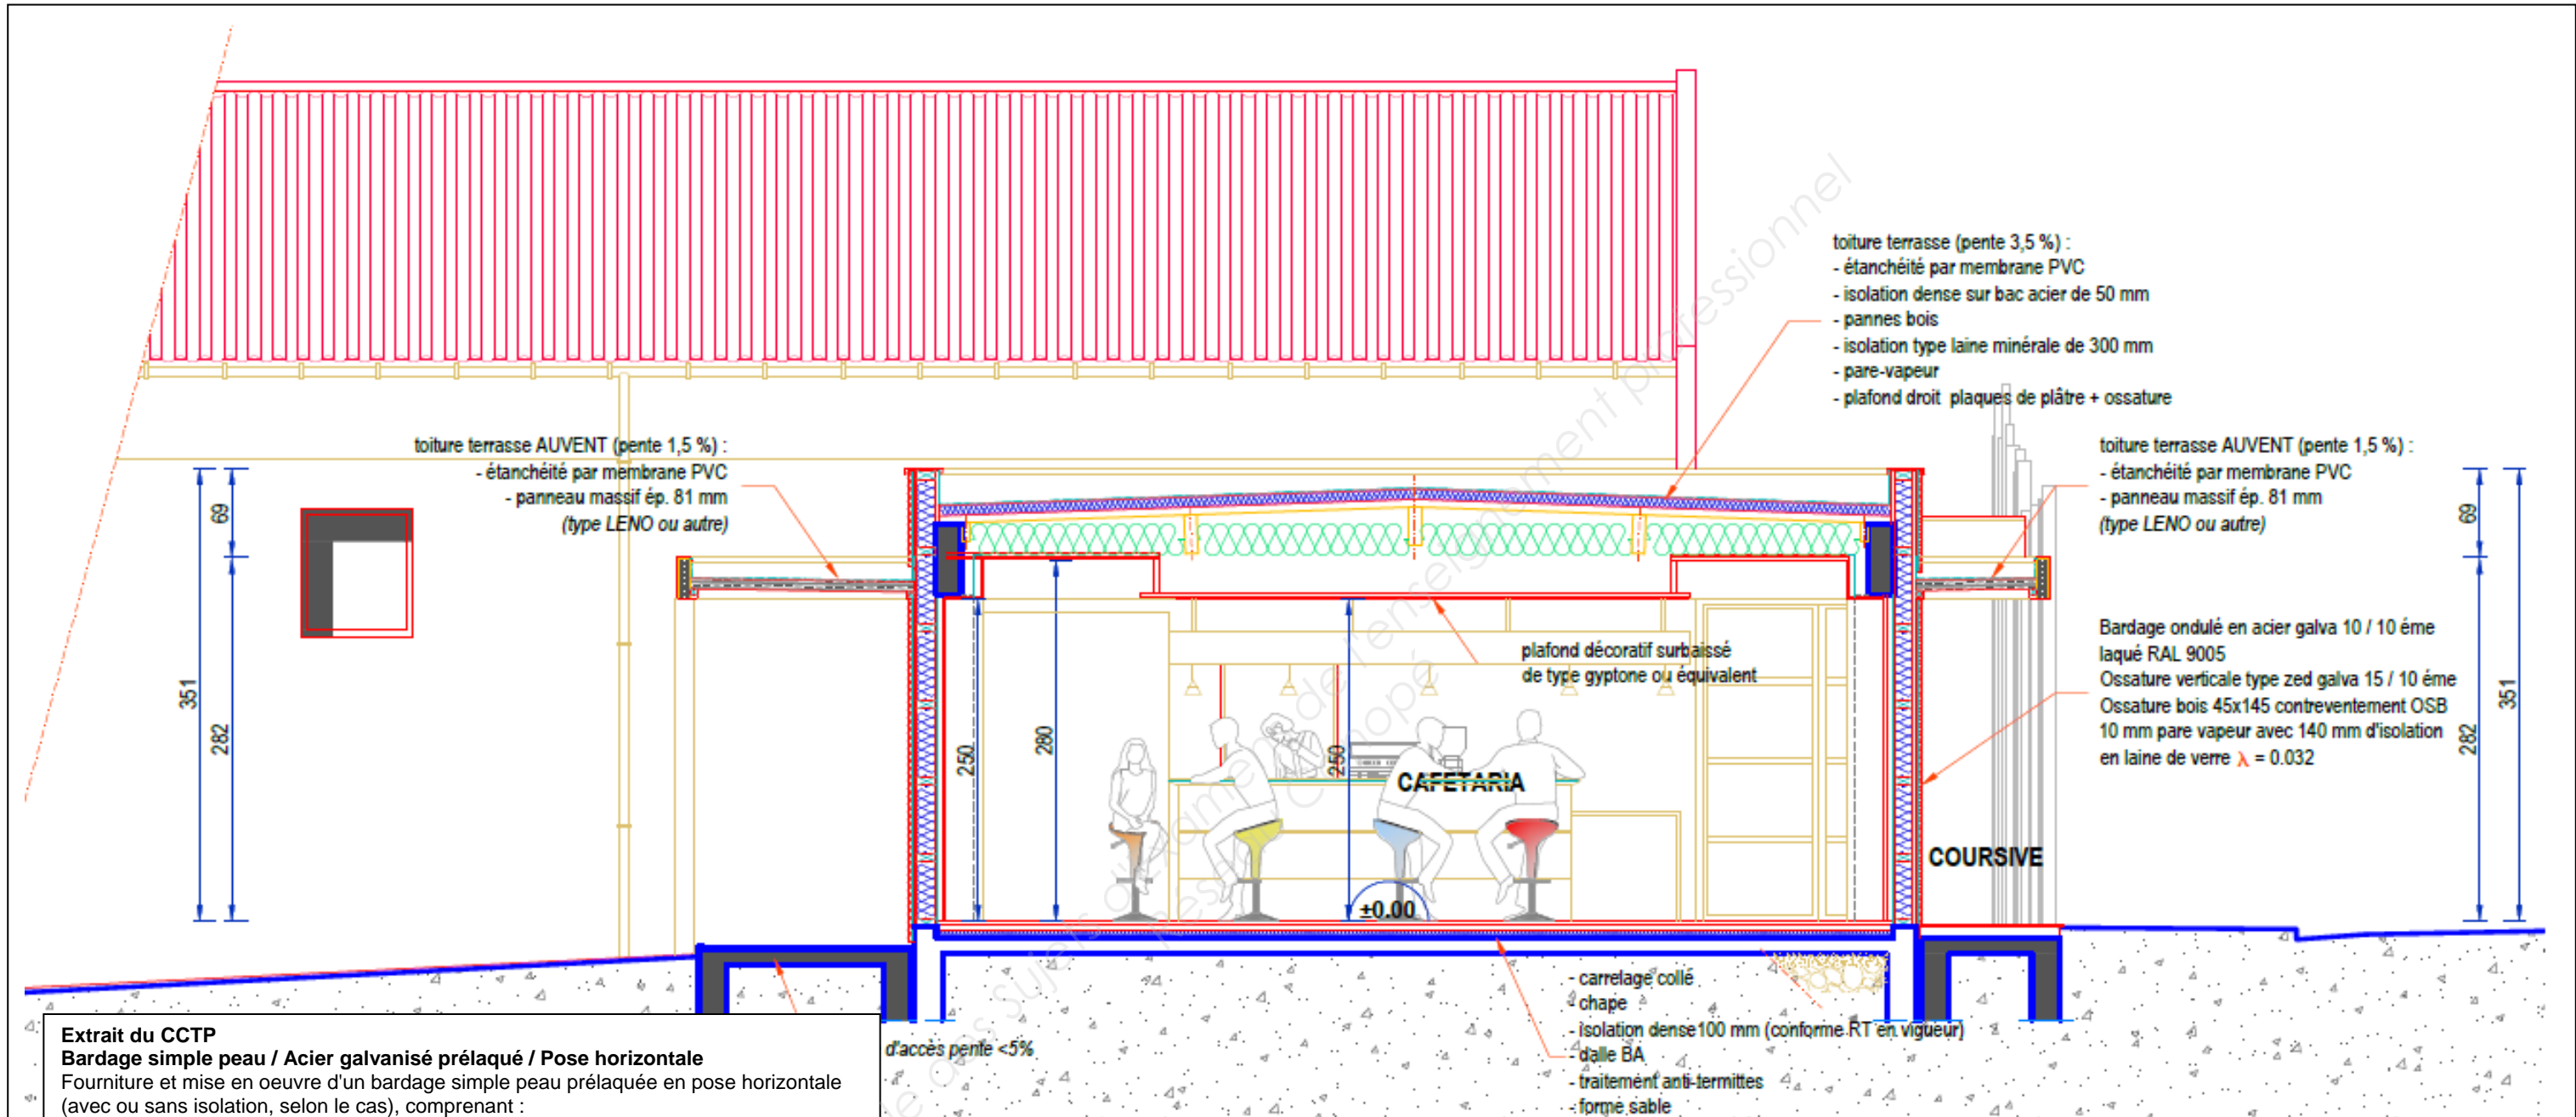 toiture terrasse (pente 3,5 %) :
- étanchéité par membrane PVC
- isolation dense sur bac acier de 50 mm
- pannes bois
- isolation type laine minérale de 300 mm
- pare-vapeur
- plafond droit plaques de plâtre + ossature
toiture terrasse AUVENT (pente 1,5 %) :
- étanchéité par membrane PVC
- panneau massif ép. 81 mm
(type LENO ou autre)
toiture terrasse AUVENT (pente 1,5 %) :
- étanchéité par membrane PVC
- panneau massif ép. 81 mm
(type LENO ou autre)
69
351
282
69
351
282
250
280
250
plafond décoratif surbaissé
de type gyptone ou équivalent
CAFETARIA
±0.00
Bardage ondulé en acier galva 10 / 10 éme
laqué RAL 9005
Ossature verticale type zed galva 15 / 10 éme
Ossature bois 45x145 contreventement OSB
10 mm pare vapeur avec 140 mm d'isolation
en laine de verre λ = 0.032
COURSIVE
- carrelage collé
- chape
- isolation dense100 mm (conforme RT en vigueur)
- dalle BA
- traitement anti-termittes
- forme sable
d'accès pente <5%
Extrait du CCTP
Bardage simple peau / Acier galvanisé prélaqué / Pose horizontale
Fourniture et mise en oeuvre d'un bardage simple peau prélaquée en pose horizontale
(avec ou sans isolation, selon le cas), comprenant :
des sujets d'examen de l'enseignement professionnel
Canopé